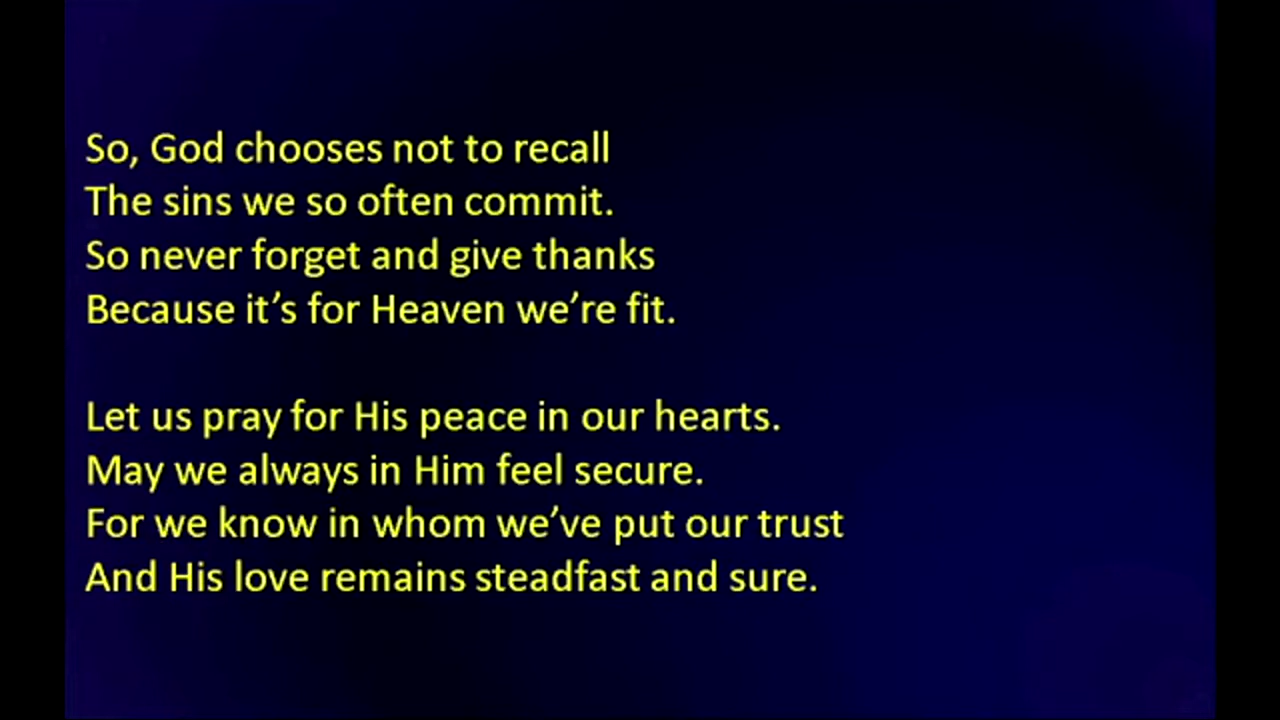 So, God chooses not to recall
The sins we so often commit.
So never forget and give thanks
Because it’s for Heaven we’re fit.
Let us pray for His peace in our hearts.
May we always in Him feel secure.
For we know in whom we’ve put our trust
And His love remains steadfast and sure.